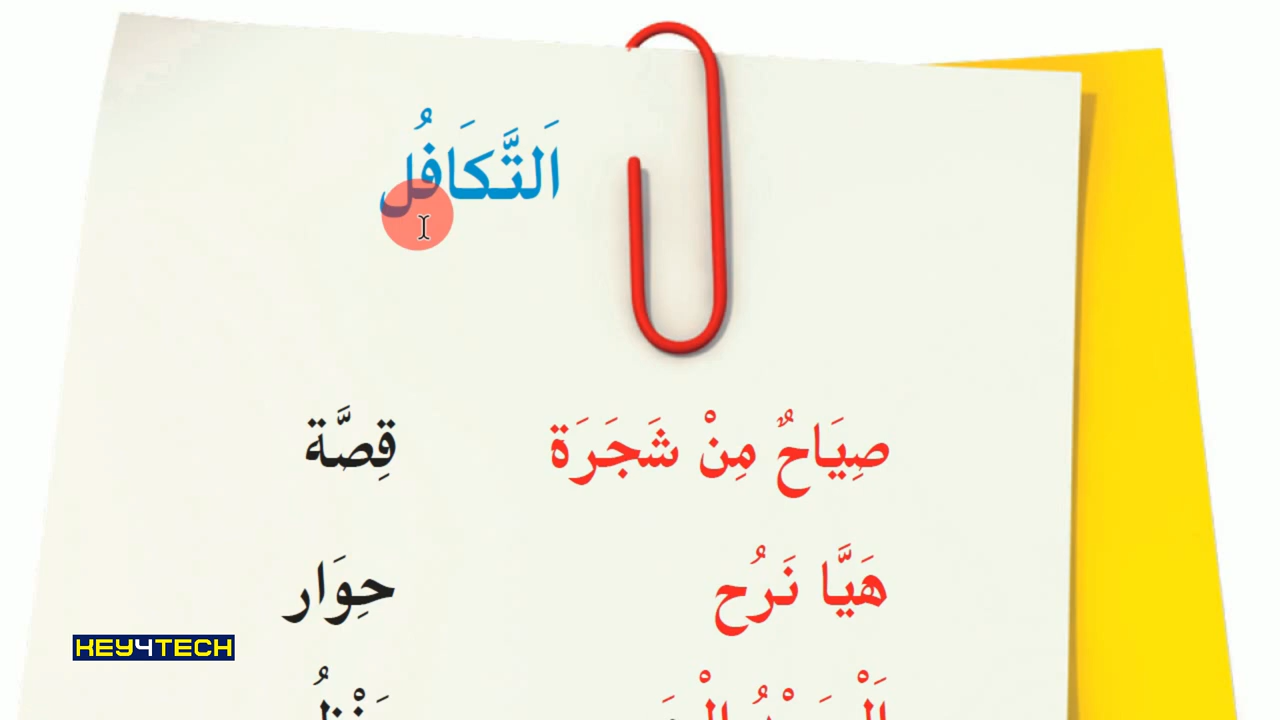 اَلتَّكَافُل
صِيَاحٌ مِنْ شَجَرَة قِصَّة
هَيَّا نَرُح حِوَار
KEY4TECH